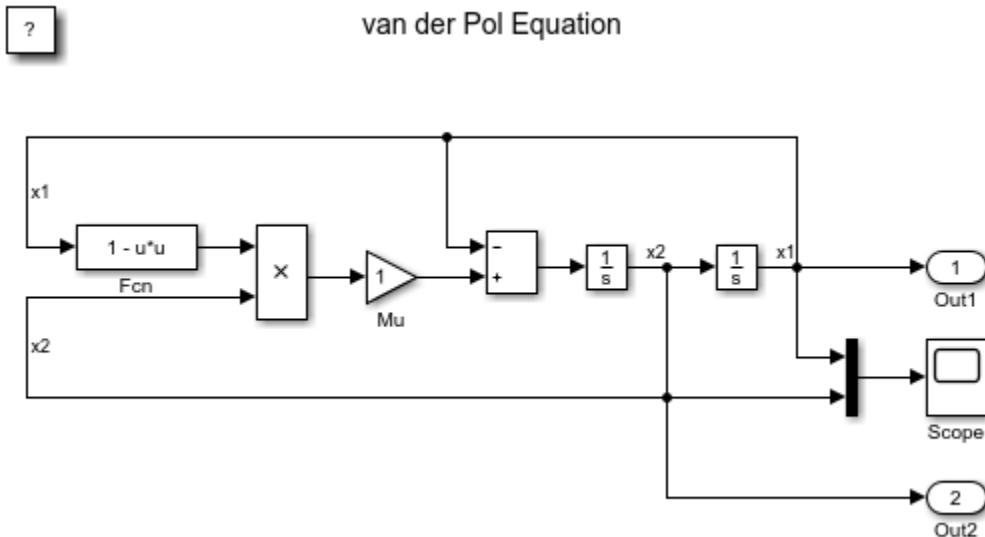 ?
van der Pol Equation
x1
1 - u*u
Fcn
×
1
Mu
−
+
1
s
x2
1
s
x1
1
Out1
x2
Scope
2
Out2